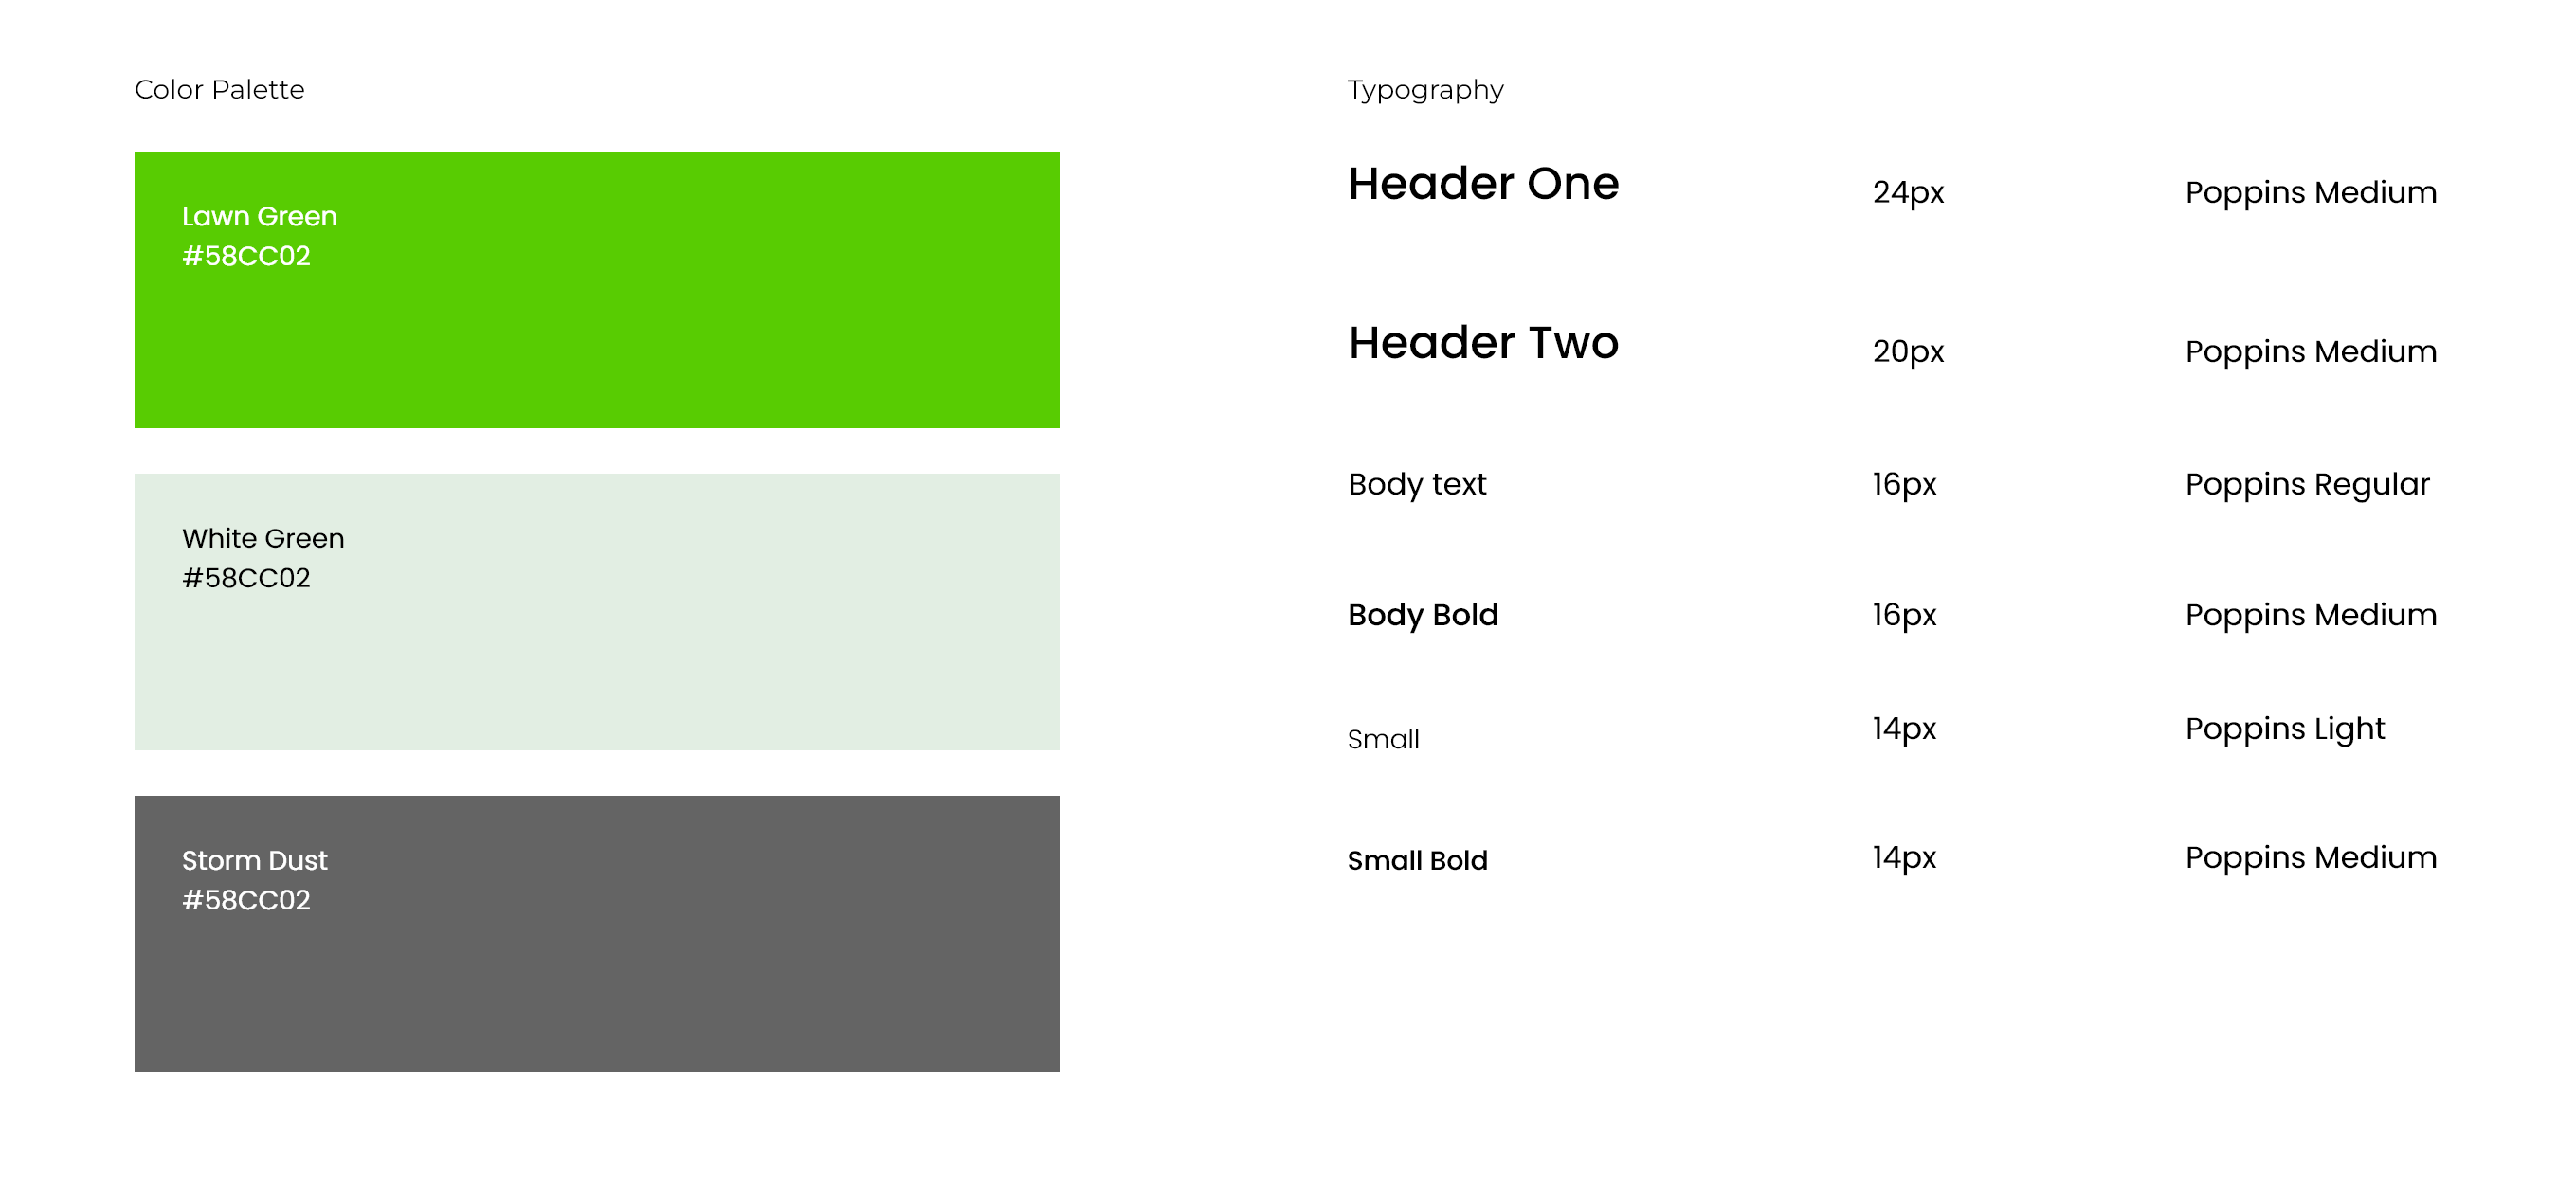 Color Palette
Lawn Green
#58CC02
White Green
#58CC02
Storm Dust
#58CC02
Typography
Header One 24px Poppins Medium
Header Two 20px Poppins Medium
Body text 16px Poppins Regular
Body Bold 16px Poppins Medium
Small 14px Poppins Light
Small Bold 14px Poppins Medium